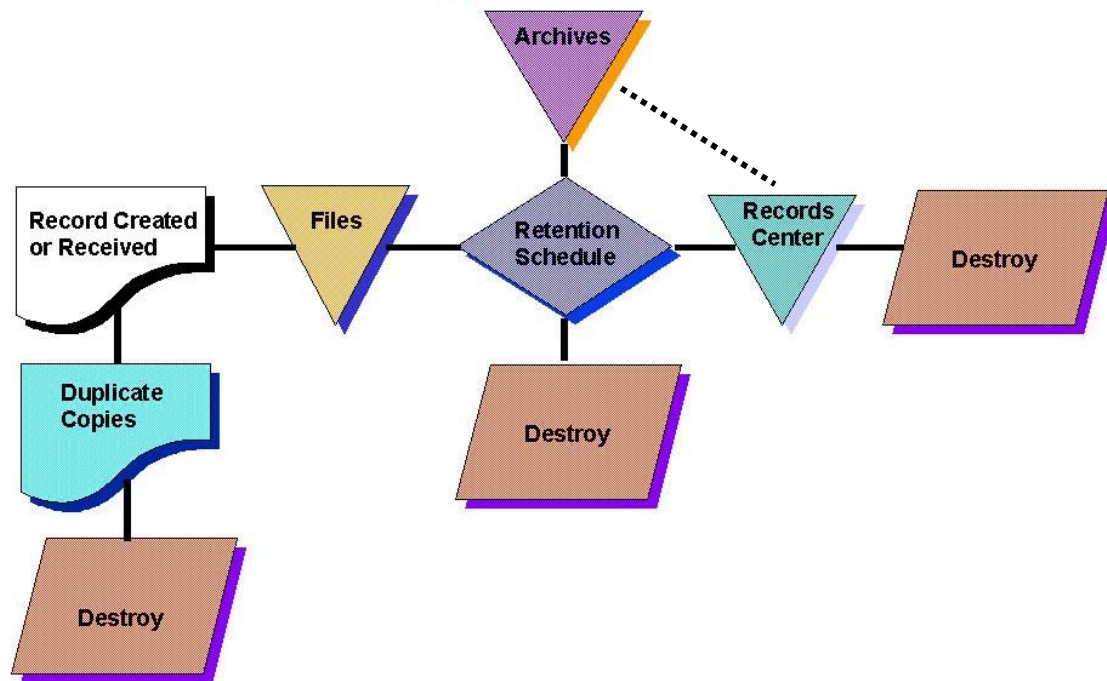 Archives
Record Created
or Received
Files
Retention
Schedule
Records
Center
Destroy
Duplicate
Copies
Destroy
Destroy